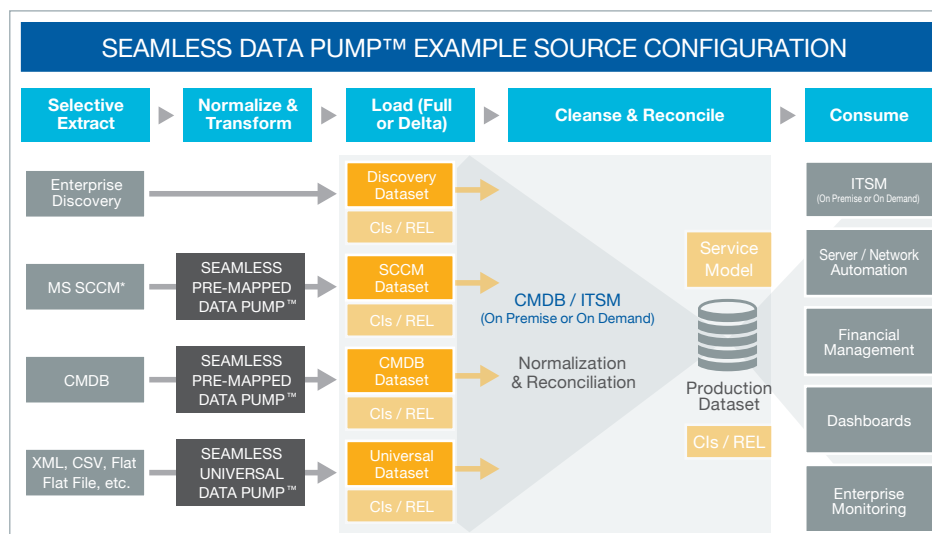 SEAMLESS DATA PUMP™ EXAMPLE SOURCE CONFIGURATION
Selective
Extract
Normalize &
Transform
Load (Full
or Delta)
Cleanse & Reconcile
Consume
Enterprise
Discovery
Discovery
Dataset
CIs / REL
MS SCCM*
SEAMLESS
PRE-MAPPED
DATA PUMP™
SCCM
Dataset
CIs / REL
CMDB
SEAMLESS
PRE-MAPPED
DATA PUMP™
CMDB
Dataset
CIs / REL
XML, CSV, Flat
Flat File, etc.
SEAMLESS
UNIVERSAL
DATA PUMP™
Universal
Dataset
CIs / REL
CMDB / ITSM
(On Premise or On Demand)
Normalization
& Reconciliation
Service
Model
Production
Dataset
CIs / REL
ITSM
(On Premise or On Demand)
Server / Network
Automation
Financial
Management
Dashboards
Enterprise
Monitoring